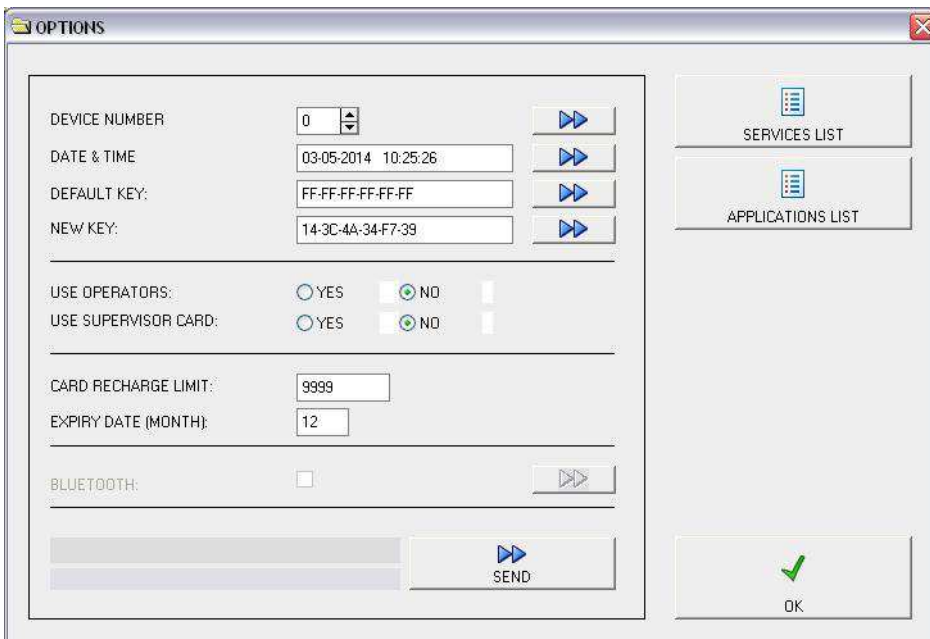 OPTIONS
DEVICE NUMBER 0
DATE & TIME 03-05-2014 10:25:26
DEFAULT KEY: FF-FF-FF-FF-FF-FF
NEW KEY: 14-3C-4A-34-F7-39
USE OPERATORS: YES NO
USE SUPERVISOR CARD: YES NO
CARD RECHARGE LIMIT: 9999
EXPIRY DATE (MONTH): 12
BLUETOOTH:
SEND
SERVICES LIST
APPLICATIONS LIST
OK